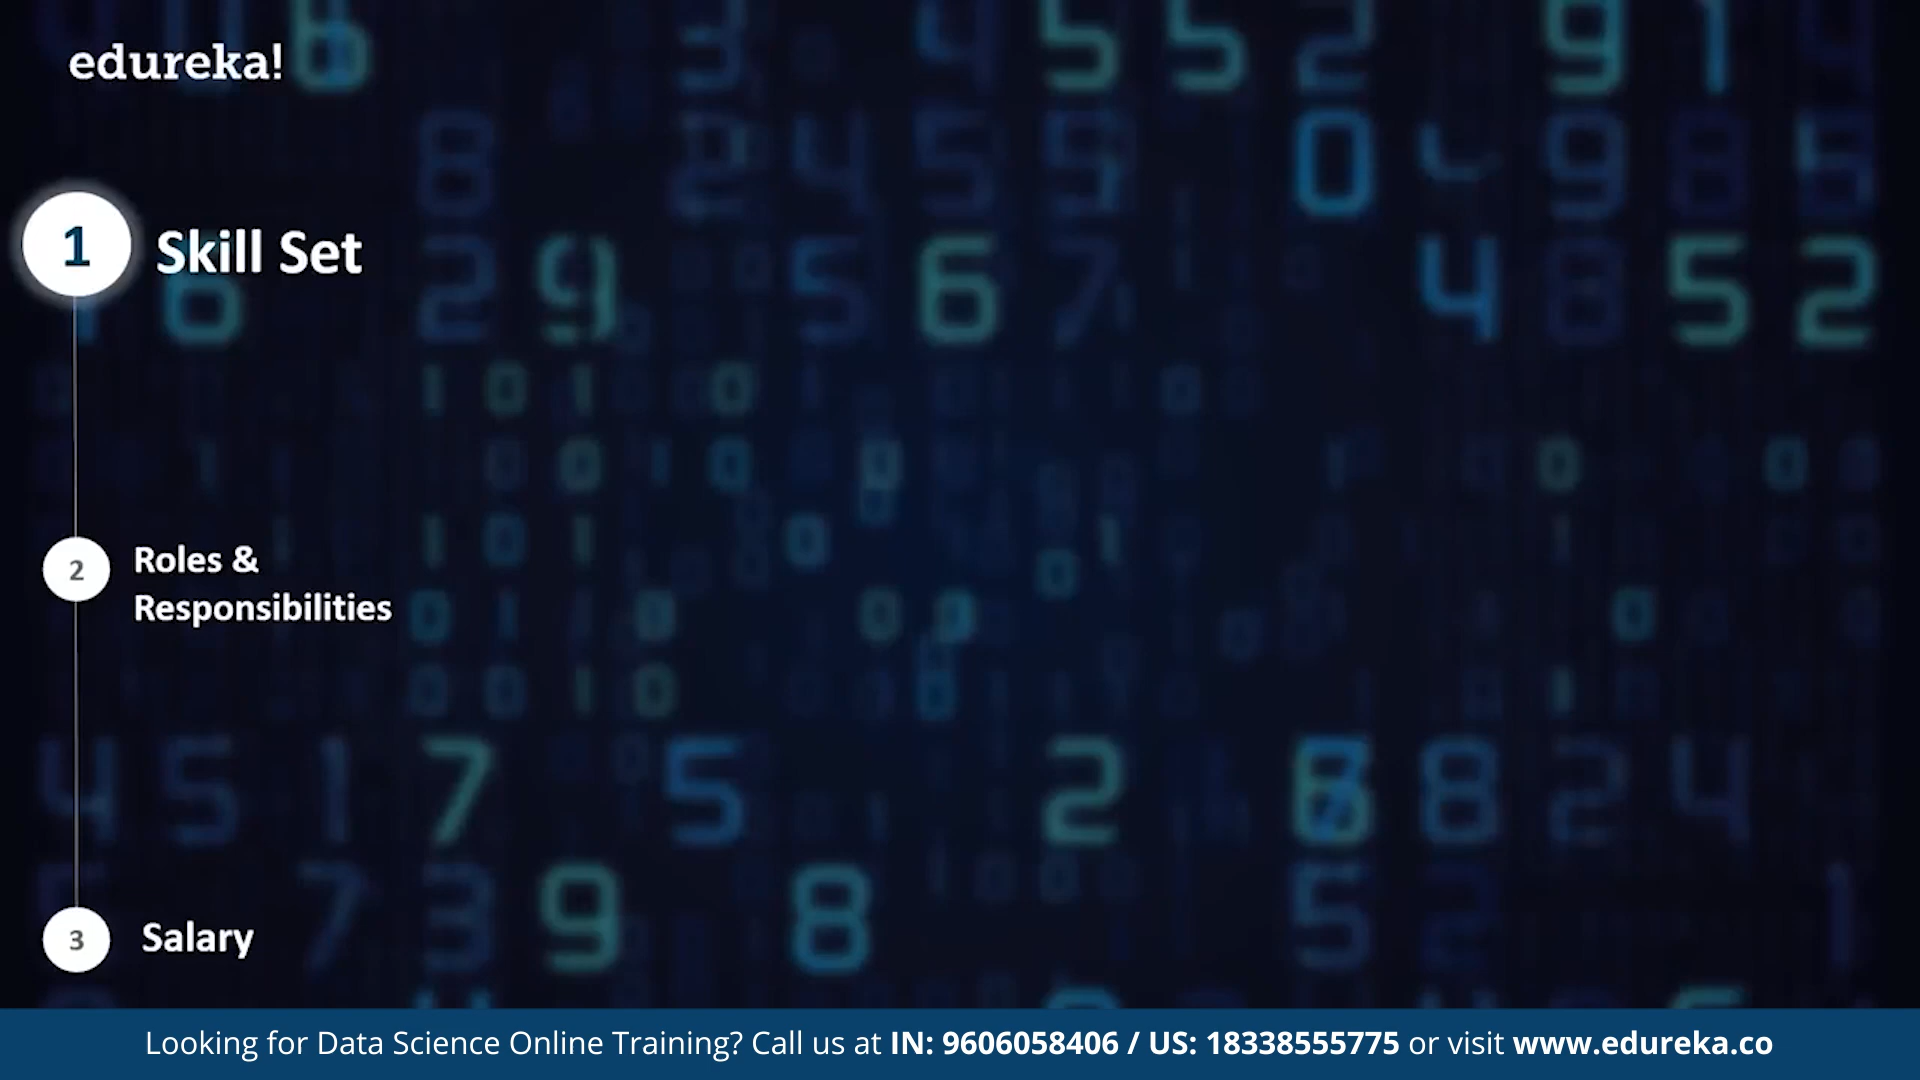 edureka!
1 Skill Set
2 Roles &
Responsibilities
3 Salary
Looking for Data Science Online Training? Call us at IN: 9606058406 / US: 18338555775 or visit www.edureka.co